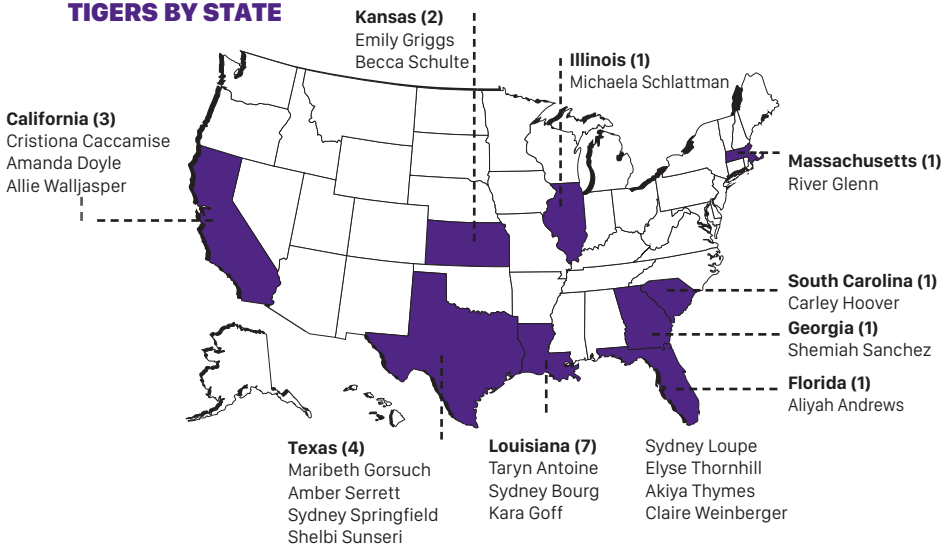 TIGERS BY STATE
Kansas (2)
Emily Griggs
Becca Schulte
Illinois (1)
Michaela Schlattman
California (3)
Cristiona Caccamise
Amanda Doyle
Allie Walljasper
Massachusetts (1)
River Glenn
South Carolina (1)
Carley Hoover
Georgia (1)
Shemiah Sanchez
Florida (1)
Aliyah Andrews
Texas (4)
Maribeth Gorsuch
Amber Serrett
Sydney Springfield
Shelbi Sunseri
Louisiana (7)
Taryn Antoine
Sydney Bourg
Kara Goff
Sydney Loupe
Elyse Thornhill
Akiya Thymes
Claire Weinberger